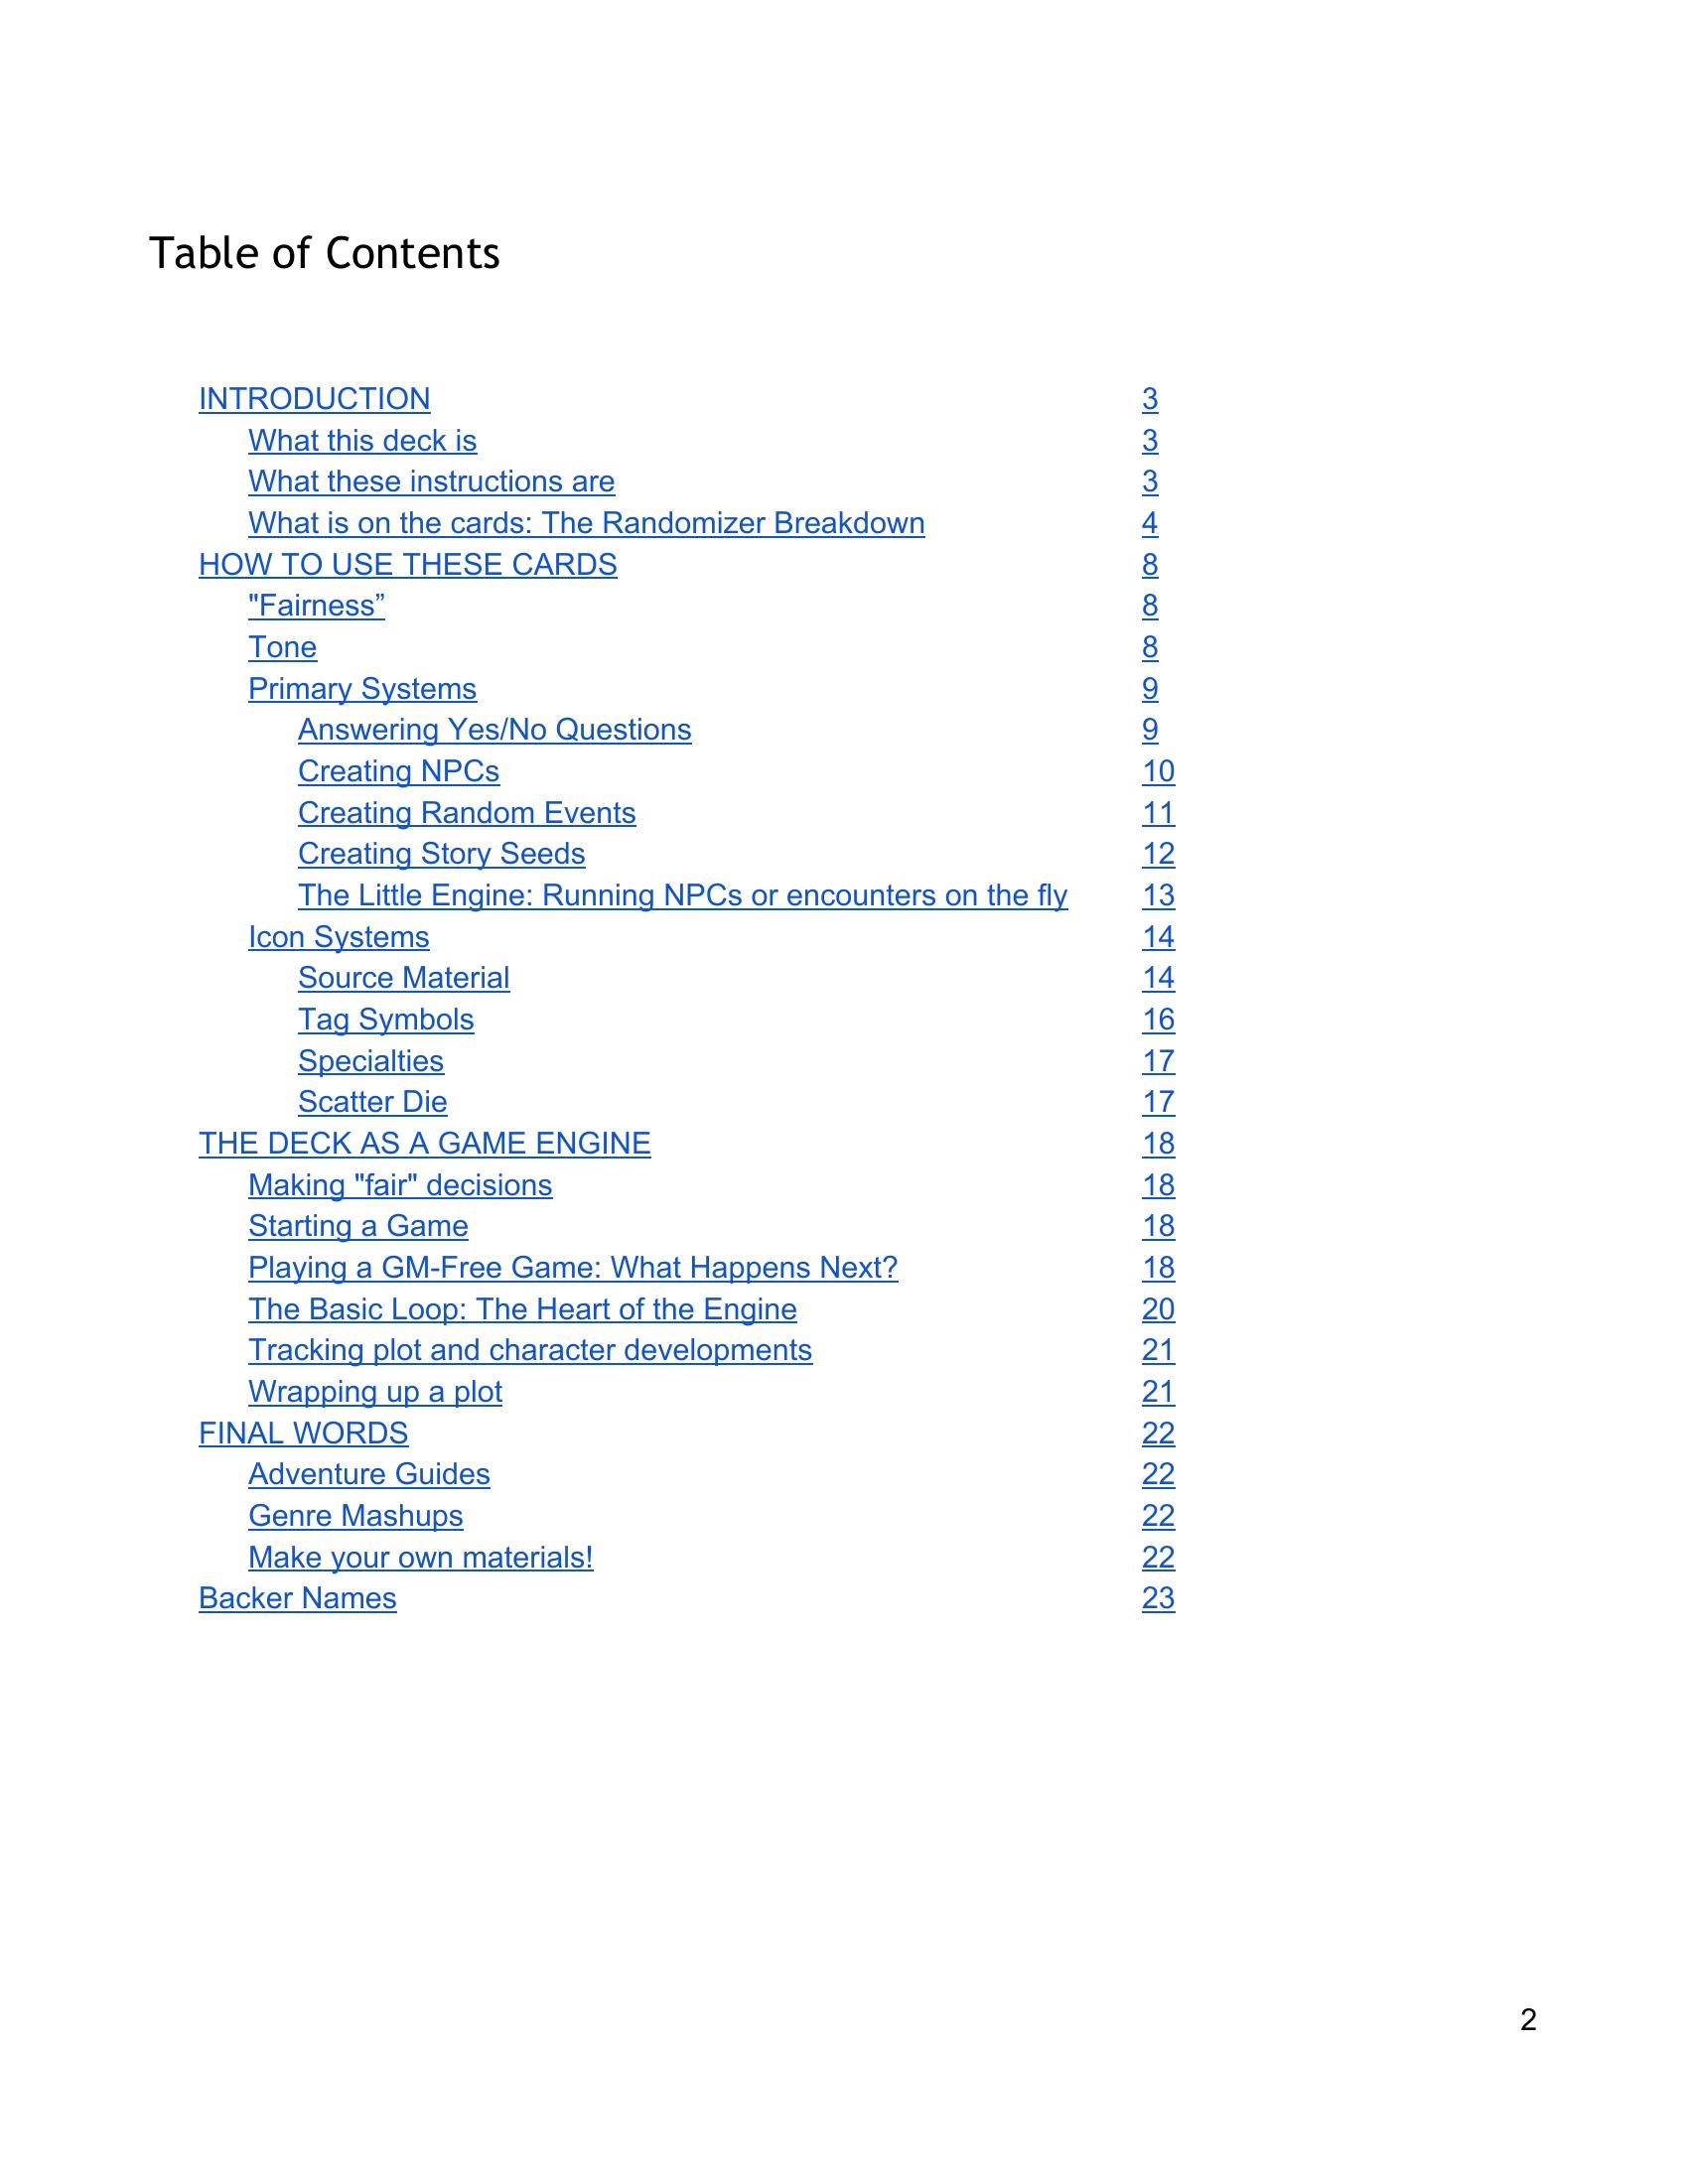 Table of Contents
INTRODUCTION 3
What this deck is 3
What these instructions are 3
What is on the cards: The Randomizer Breakdown 4
HOW TO USE THESE CARDS 8
"Fairness” 8
Tone 8
Primary Systems 9
Answering Yes/No Questions 9
Creating NPCs 10
Creating Random Events 11
Creating Story Seeds 12
The Little Engine: Running NPCs or encounters on the fly 13
Icon Systems 14
Source Material 14
Tag Symbols 16
Specialties 17
Scatter Die 17
THE DECK AS A GAME ENGINE 18
Making "fair" decisions 18
Starting a Game 18
Playing a GM-Free Game: What Happens Next? 18
The Basic Loop: The Heart of the Engine 20
Tracking plot and character developments 21
Wrapping up a plot 21
FINAL WORDS 22
Adventure Guides 22
Genre Mashups 22
Make your own materials! 22
Backer Names 23
2